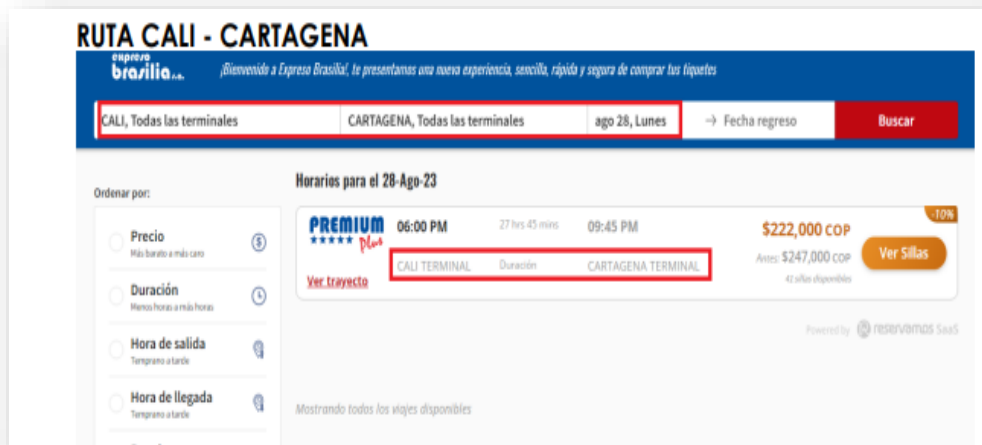 RUTA CALI - CARTAGENA
expreso
brasilia s.a.
¡Bienvenido a Expreso Brasilia!, te presentamos una nueva experiencia, sencilla, rápida y segura de comprar tus tiquetes
CALI, Todas las terminales CARTAGENA, Todas las terminales ago 28, Lunes → Fecha regreso Buscar
Horarios para el 28-Ago-23
Ordenar por:
PREMIUM Plus 06:00 PM 27 hrs 45 mins 09:45 PM $222,000 COP -10%
Precio
Más barato a más caro
CALI TERMINAL Duración CARTAGENA TERMINAL Antes: $247,000 COP Ver Sillas
Ver trayecto 42 sillas disponibles
Duración
Menos horas a más horas
Powered by reservamos SaaS
Hora de salida
Temprano a tarde
Hora de llegada
Temprano a tarde
Mostrando todos los viajes disponibles